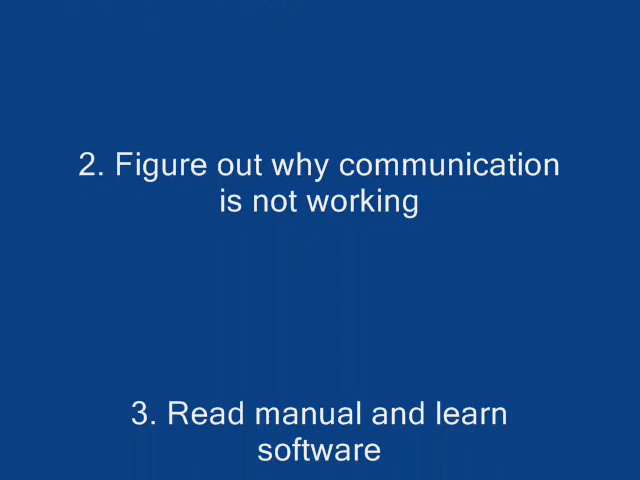 2. Figure out why communication
is not working
3. Read manual and learn
software